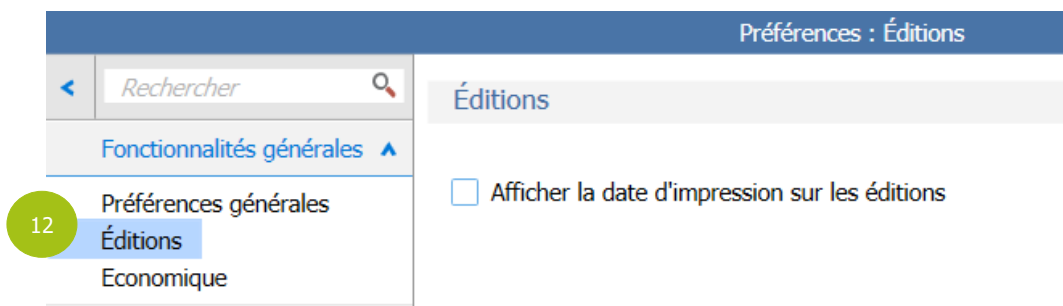 Préférences : Éditions
Rechercher
Éditions
Fonctionnalités générales
Afficher la date d'impression sur les éditions
Préférences générales
12
Éditions
Economique